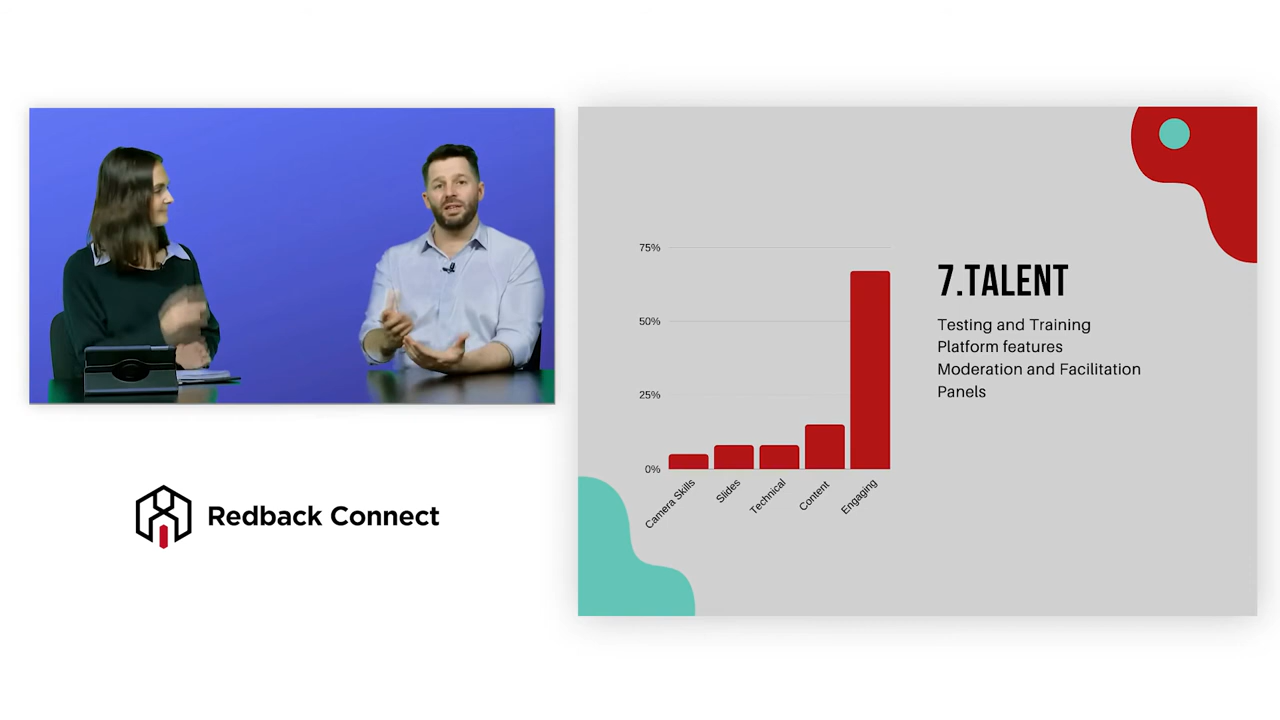 Redback Connect
75%
50%
25%
0%
Camera Skills
Slides
Technical
Content
Engaging
7.TALENT
Testing and Training
Platform features
Moderation and Facilitation
Panels